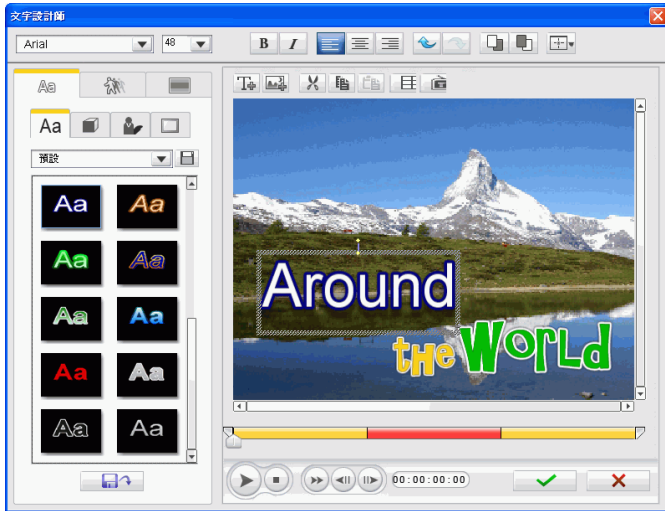 文字設計師
Arial
48
B I
Aa
Aa
預設
Aa Aa
Aa Aa
Aa Aa
Aa Aa
Aa Aa
Around
the World
00:00:00:00